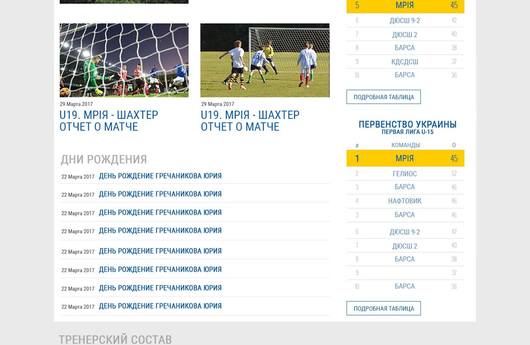 29 Марта 2017
U19. МРІЯ - ШАХТЕР
ОТЧЕТ О МАТЧЕ
29 Марта 2017
U19. МРІЯ - ШАХТЕР
ОТЧЕТ О МАТЧЕ
ДНИ РОЖДЕНИЯ
22 Марта 2017 ДЕНЬ РОЖДЕНИЕ ГРЕЧАНИКОВА ЮРИЯ
22 Марта 2017 ДЕНЬ РОЖДЕНИЕ ГРЕЧАНИКОВА ЮРИЯ
22 Марта 2017 ДЕНЬ РОЖДЕНИЕ ГРЕЧАНИКОВА ЮРИЯ
22 Марта 2017 ДЕНЬ РОЖДЕНИЕ ГРЕЧАНИКОВА ЮРИЯ
22 Марта 2017 ДЕНЬ РОЖДЕНИЕ ГРЕЧАНИКОВА ЮРИЯ
22 Марта 2017 ДЕНЬ РОЖДЕНИЕ ГРЕЧАНИКОВА ЮРИЯ
22 Марта 2017 ДЕНЬ РОЖДЕНИЕ ГРЕЧАНИКОВА ЮРИЯ
22 Марта 2017 ДЕНЬ РОЖДЕНИЕ ГРЕЧАНИКОВА ЮРИЯ
ТРЕНЕРСКИЙ СОСТАВ
5 МРІЯ 45
6 ДЮСШ 9-2 42
7 ДЮСШ 2 40
8 БАРСА 38
9 КДСДСШ 37
10 БАРСА 36
ПОДРОБНАЯ ТАБЛИЦА
ПЕРВЕНСТВО УКРАИНЫ
ПЕРВАЯ ЛИГА U-15
# КОМАНДЫ О
1 МРІЯ 45
2 ГЕЛИОС 52
3 БАРСА 46
4 НАФТОВИК 46
3 БАРСА 46
6 ДЮСШ 9-2 42
7 ДЮСШ 2 40
8 БАРСА 38
9 37
10 БАРСА 36
ПОДРОБНАЯ ТАБЛИЦА